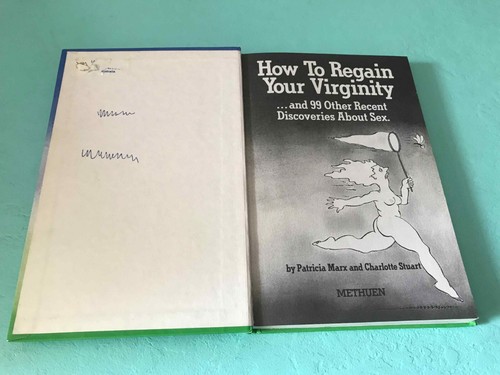 How To Regain
Your Virginity
...and 99 Other Recent
Discoveries About Sex.
by Patricia Marx and Charlotte Stuart
METHUEN